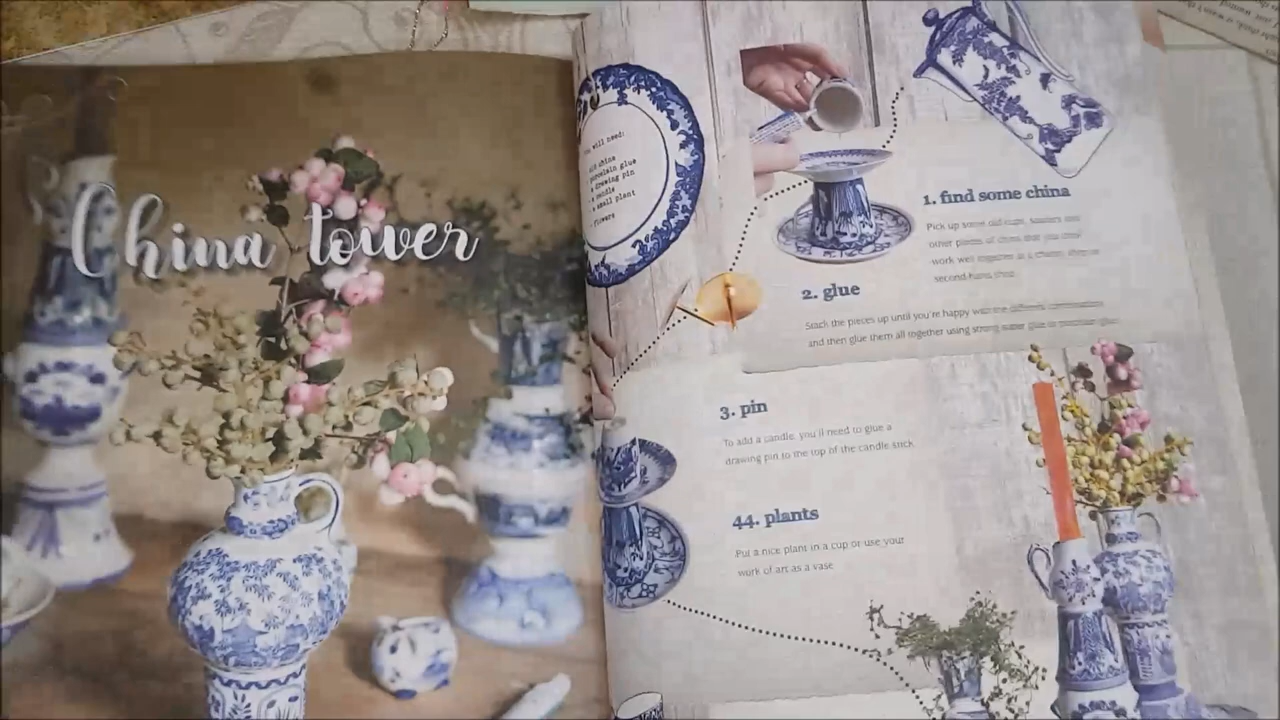 China tower
you will need:
old china
porcelain glue
a drawing pin
a candle
a small plant
- flowers
1. find some china
Pick up some old cups, saucers and
other pieces of china that you think
work well together at a charity shop or
second-hand shop
2. glue
Stack the pieces up until you're happy with the different combinations
and then glue them all together using strong super glue or porcelain glue.
3. pin
To add a candle, you'll need to glue a
drawing pin to the top of the candle stick
44. plants
Put a nice plant in a cup or use your
work of art as a vase